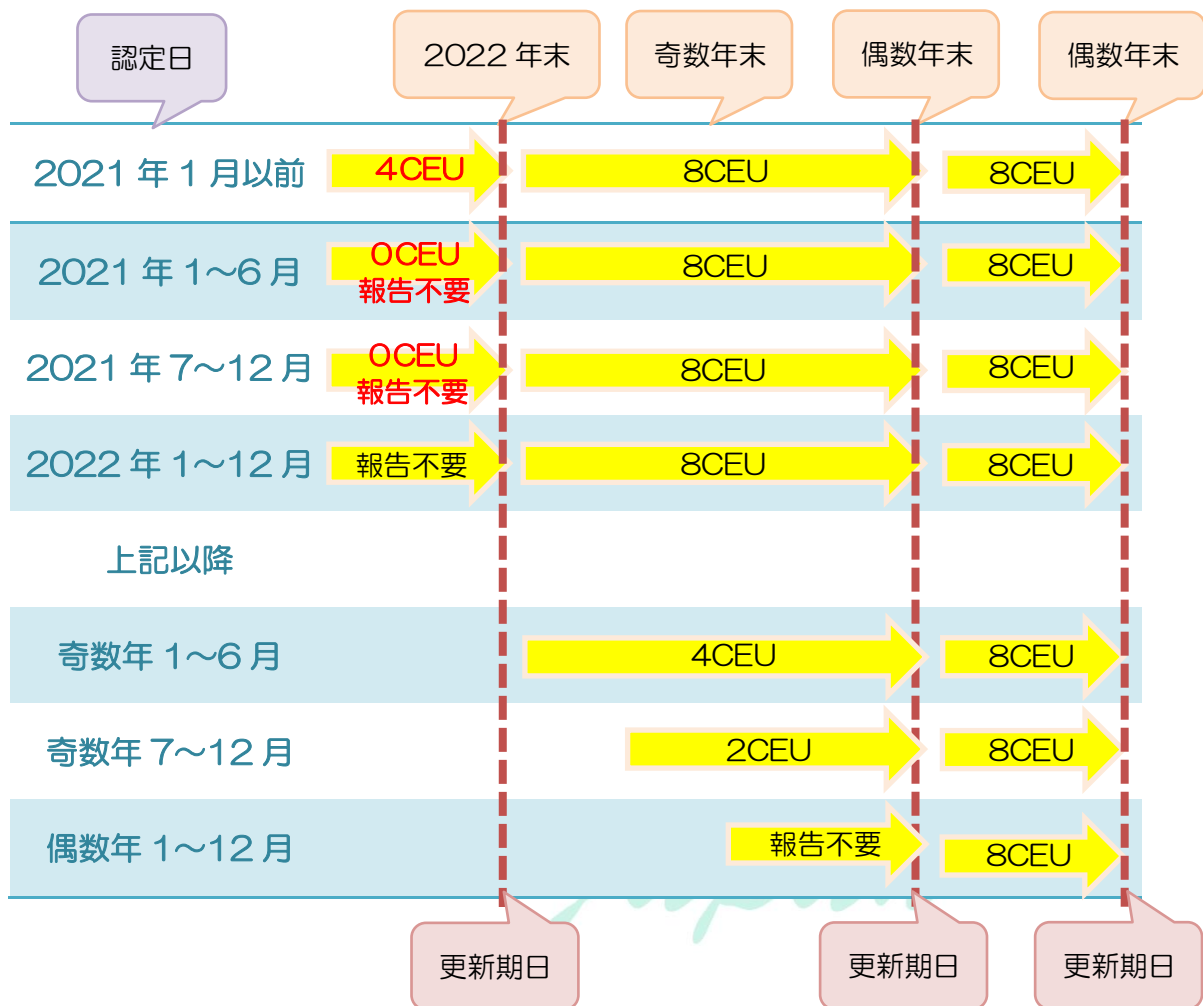 認定日
2022 年末
奇数年末
偶数年末
偶数年末
2021 年 1 月以前
4CEU
8CEU
8CEU
2021 年 1～6 月
0CEU
報告不要
8CEU
8CEU
2021 年 7～12 月
0CEU
報告不要
8CEU
8CEU
2022 年 1～12 月
報告不要
8CEU
8CEU
上記以降
奇数年 1～6 月
4CEU
8CEU
奇数年 7～12 月
2CEU
8CEU
偶数年 1～12 月
報告不要
8CEU
更新期日
更新期日
更新期日